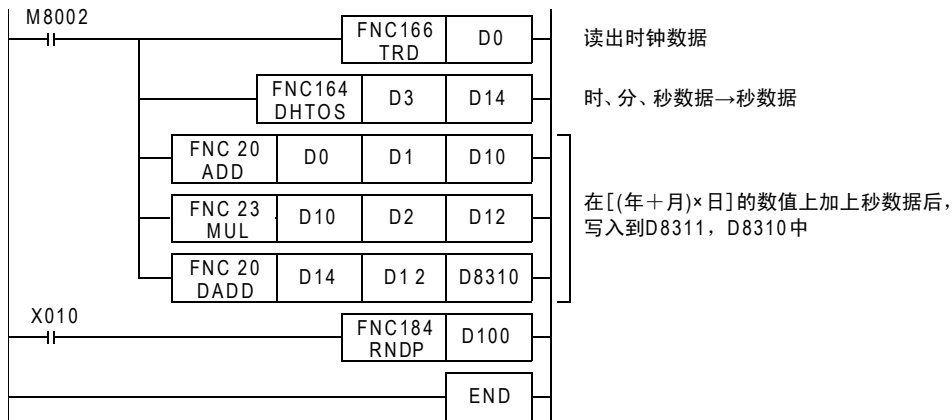 M8002
FNC166
TRD
D0
读出时钟数据
FNC164
DHTOS
D3
D14
时、分、秒数据→秒数据
FNC 20
ADD
D0
D1
D10
FNC 23
MUL
D10
D2
D12
在[(年＋月)×日]的数值上加上秒数据后，
写入到D8311，D8310中
FNC 20
DADD
D14
D1 2
D8310
X010
FNC184
RNDP
D100
END